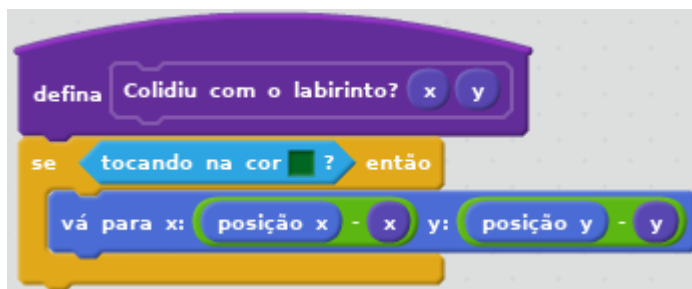 defina Colidiu com o labirinto? x y
se tocando na cor ? então
vá para x: posição x - x y: posição y - y